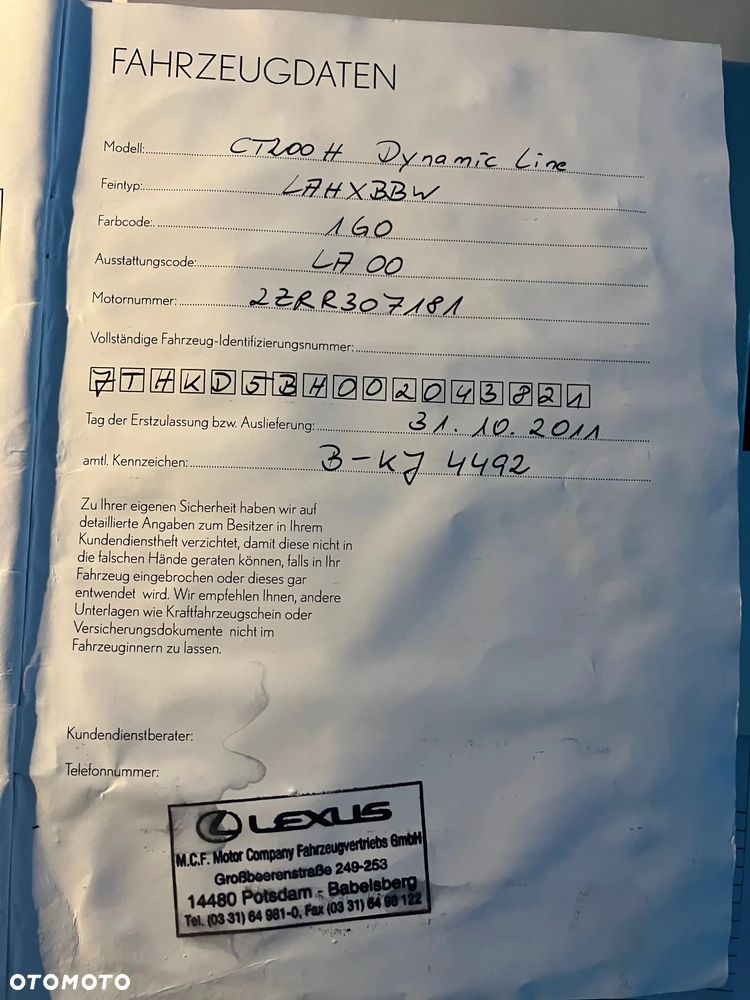 FAHRZEUGDATEN
Modell: CT200H Dynamic Line
Feintyp: LAHXBBW
Farbcode: 1G0
Ausstattungscode: LA 00
Motornummer: 2ZRR307181
Vollständige Fahrzeug-Identifizierungsnummer:
7THKD5BH002043821
Tag der Erstzulassung bzw. Auslieferung: 31.10.2011
amtl. Kennzeichen: B-KJ 4492
Zu Ihrer eigenen Sicherheit haben wir auf
detaillierte Angaben zum Besitzer in Ihrem
Kundendienstheft verzichtet, damit diese nicht in
die falschen Hände geraten können, falls in Ihr
Fahrzeug eingebrochen oder dieses gar
entwendet wird. Wir empfehlen Ihnen, andere
Unterlagen wie Kraftfahrzeugschein oder
Versicherungsdokumente nicht im
Fahrzeuginnern zu lassen.
Kundendienstberater:
Telefonnummer:
LEXUS
M.C.F. Motor Company Fahrzeugvertriebs GmbH
Großbeerenstraße 249-253
14480 Potsdam - Babelsberg
Tel. (03 31) 64 981-0, Fax (03 31) 64 98 122
OTOMOTO